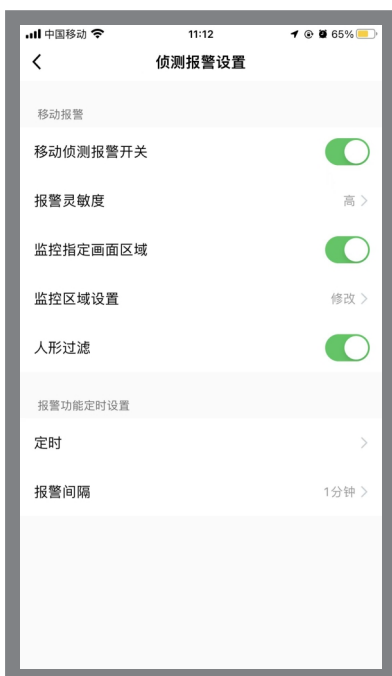 中国移动 11:12 65%
侦测报警设置
移动报警
移动侦测报警开关
报警灵敏度 高
监控指定画面区域
监控区域设置 修改
人形过滤
报警功能定时设置
定时
报警间隔 1分钟